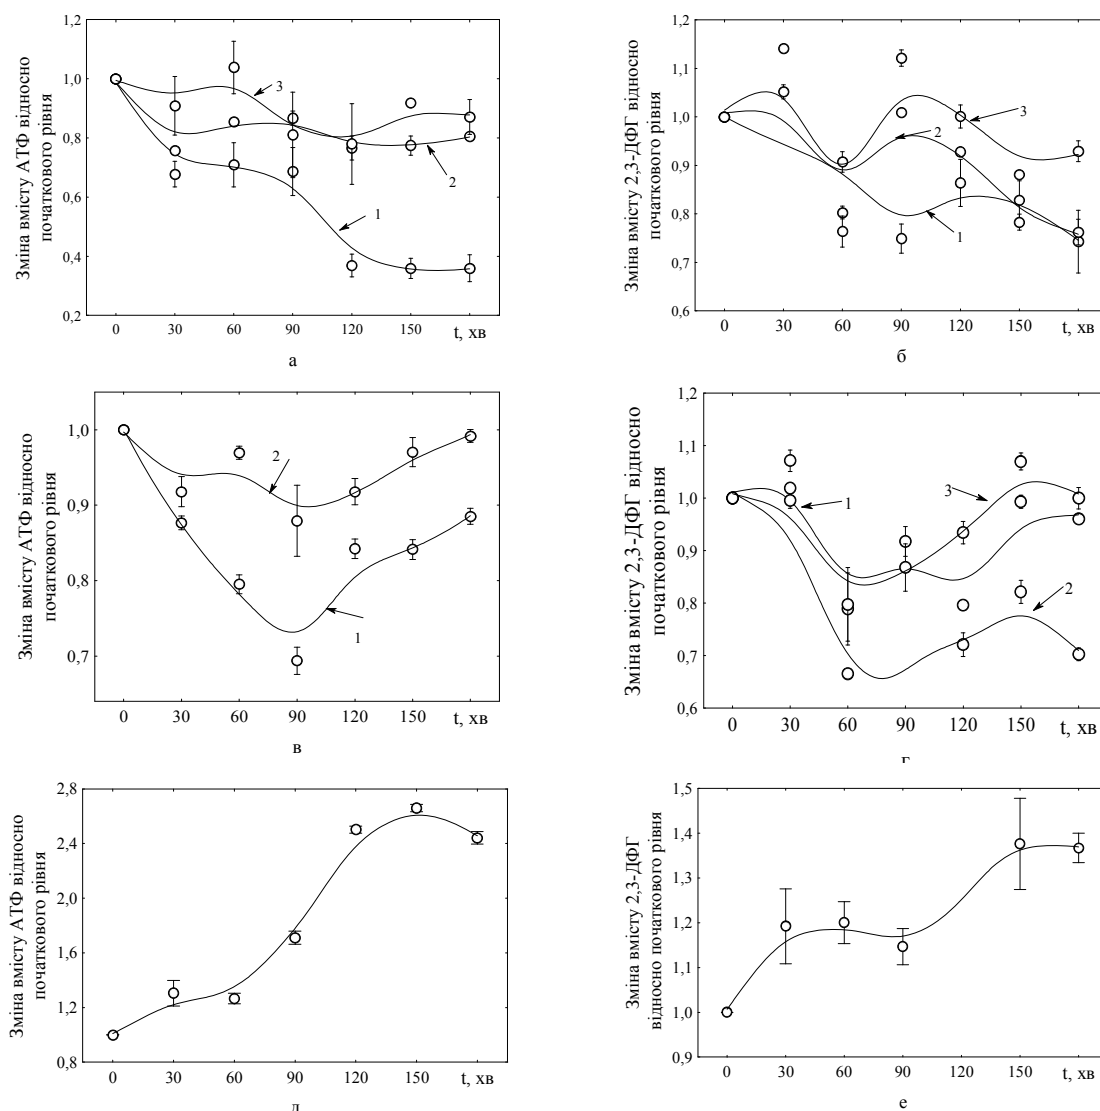 Зміна вмісту АТФ відносно
початкового рівня
1,2
1,0
0,8
0,6
0,4
0,2
3
2
1
0 30 60 90 120 150 t, хв
а
Зміна вмісту 2,3-ДФГ відносно
початкового рівня
1,2
1,1
1,0
0,9
0,8
0,7
0,6
3
2
1
0 30 60 90 120 150 t, хв
б
Зміна вмісту АТФ відносно
початкового рівня
1,0
0,9
0,8
0,7
2
1
0 30 60 90 120 150 t, хв
в
Зміна вмісту 2,3-ДФГ відносно
початкового рівня
1,2
1,1
1,0
0,9
0,8
0,7
0,6
1
3
2
0 30 60 90 120 150 t, хв
Зміна вмісту АТФ відносно
початкового рівня
2,8
2,4
2,0
1,6
1,2
0,8
0 30 60 90 120 150 t, хв
Зміна вмісту 2,3-ДФГ
відносно початкового рівня
1,5
1,4
1,3
1,2
1,1
1,0
0,9
0 30 60 90 120 150 t, хв
е